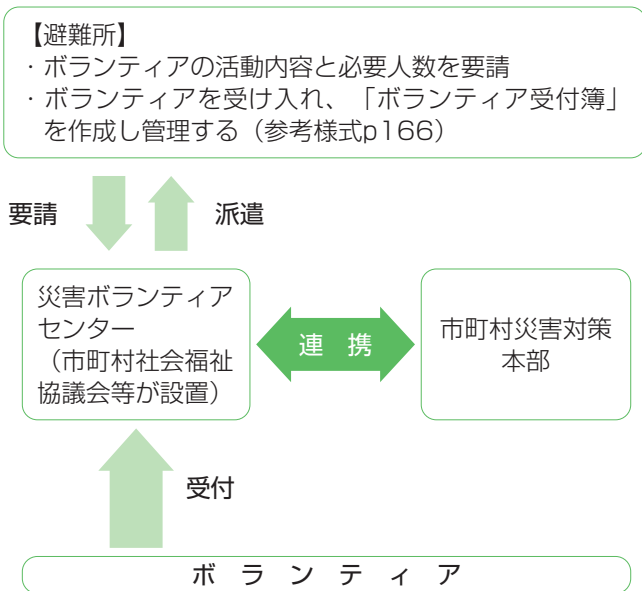 【避難所】
・ボランティアの活動内容と必要人数を要請
・ボランティアを受け入れ、「ボランティア受付簿」
を作成し管理する（参考様式p166）
要請
派遣
災害ボランティア
センター
（市町村社会福祉
協議会等が設置）
連 携
市町村災害対策
本部
受付
ボ ラ ン テ ィ ア